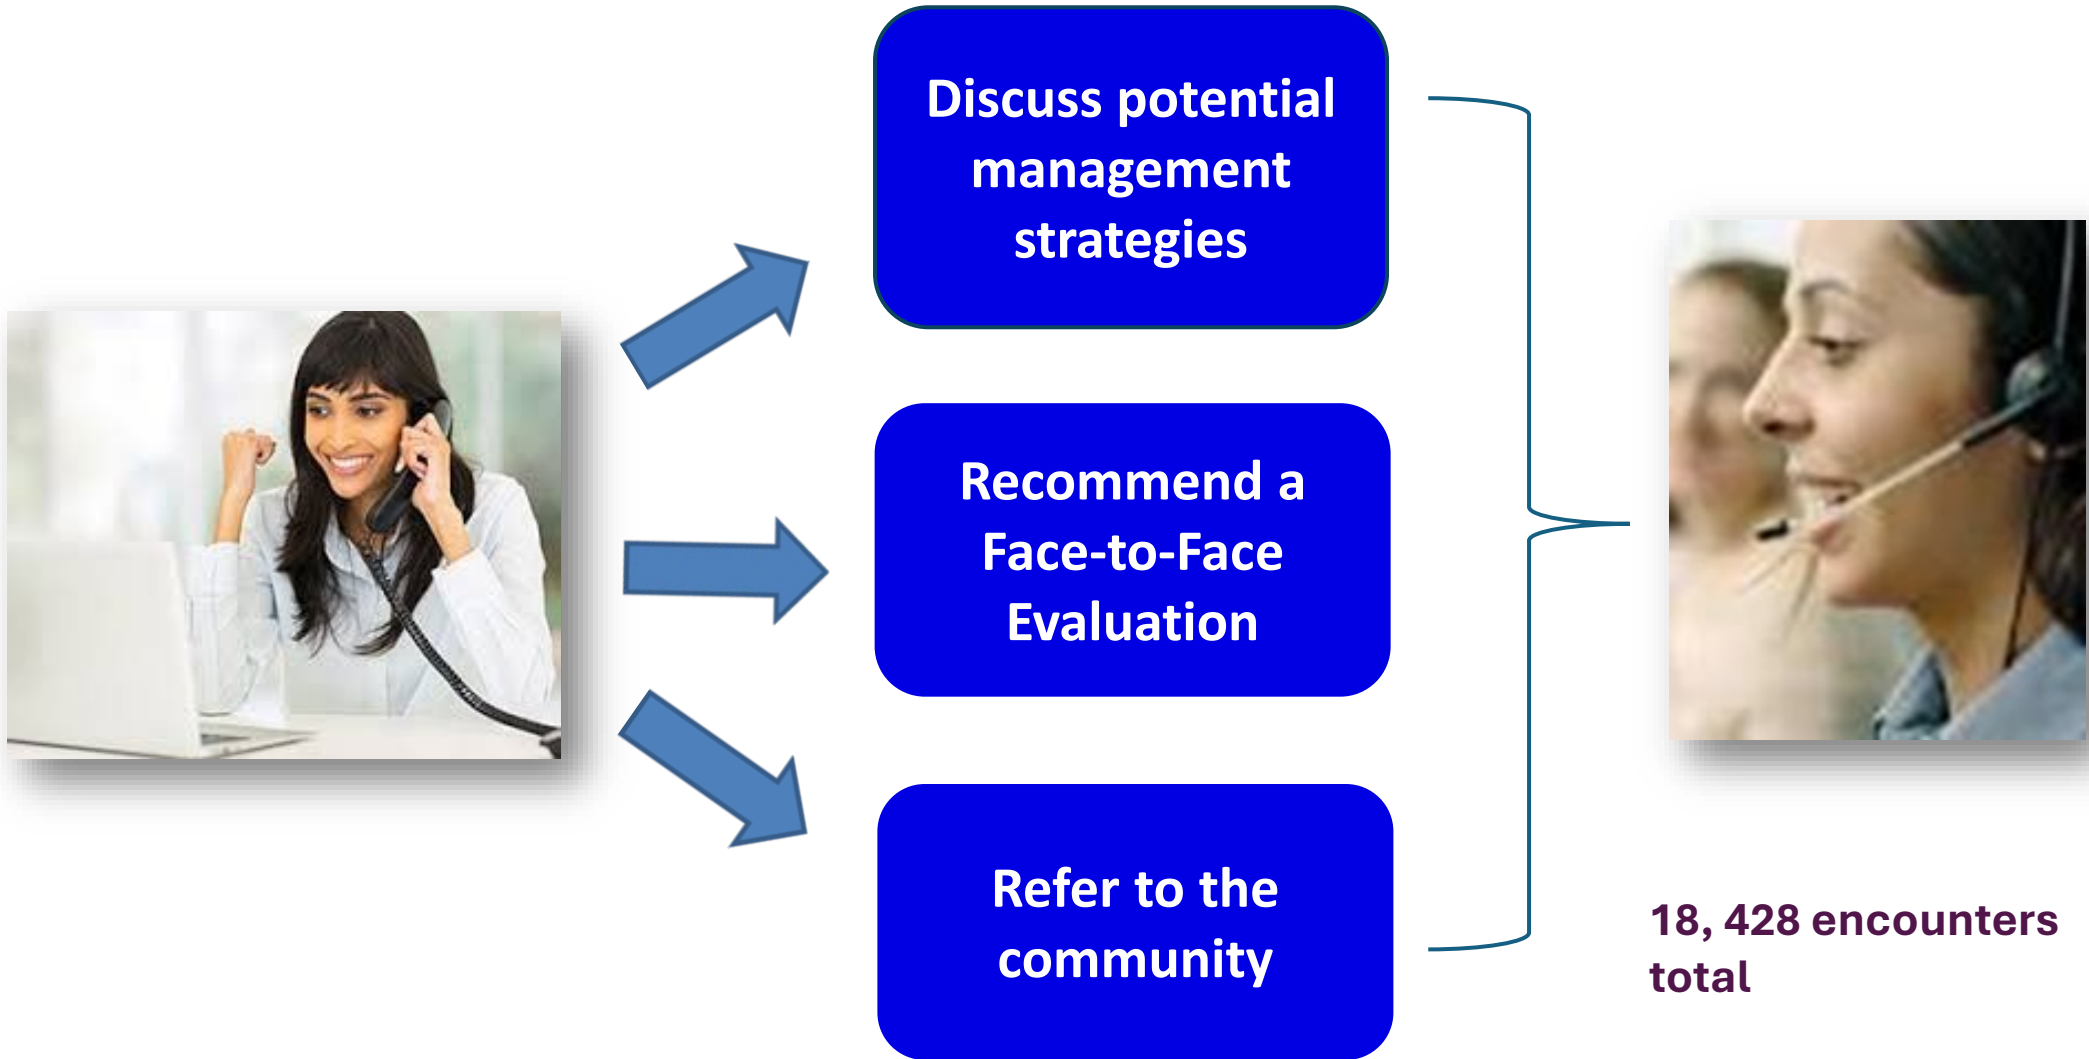 Discuss potential
management
strategies
Recommend a
Face-to-Face
Evaluation
Refer to the
community
18, 428 encounters
total